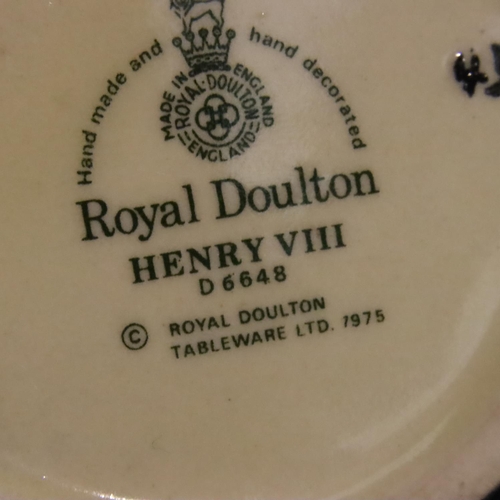 Hand made and hand decorated
MADE IN ENGLAND
ROYAL·DOULTON
ENGLAND
Royal Doulton
HENRY VIII
D 6648
© ROYAL DOULTON
TABLEWARE LTD. 1975